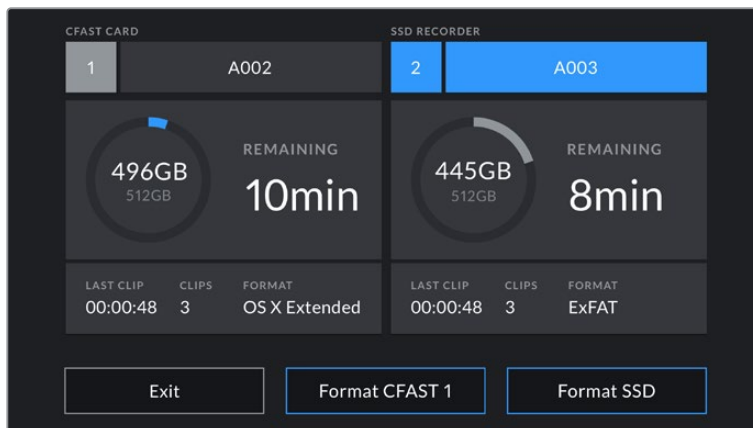 CFAST CARD
1
A002
496GB
512GB
REMAINING
10min
LAST CLIP CLIPS FORMAT
00:00:48 3 OS X Extended
SSD RECORDER
2
A003
445GB
512GB
REMAINING
8min
LAST CLIP CLIPS FORMAT
00:00:48 3 ExFAT
Exit
Format CFAST 1
Format SSD